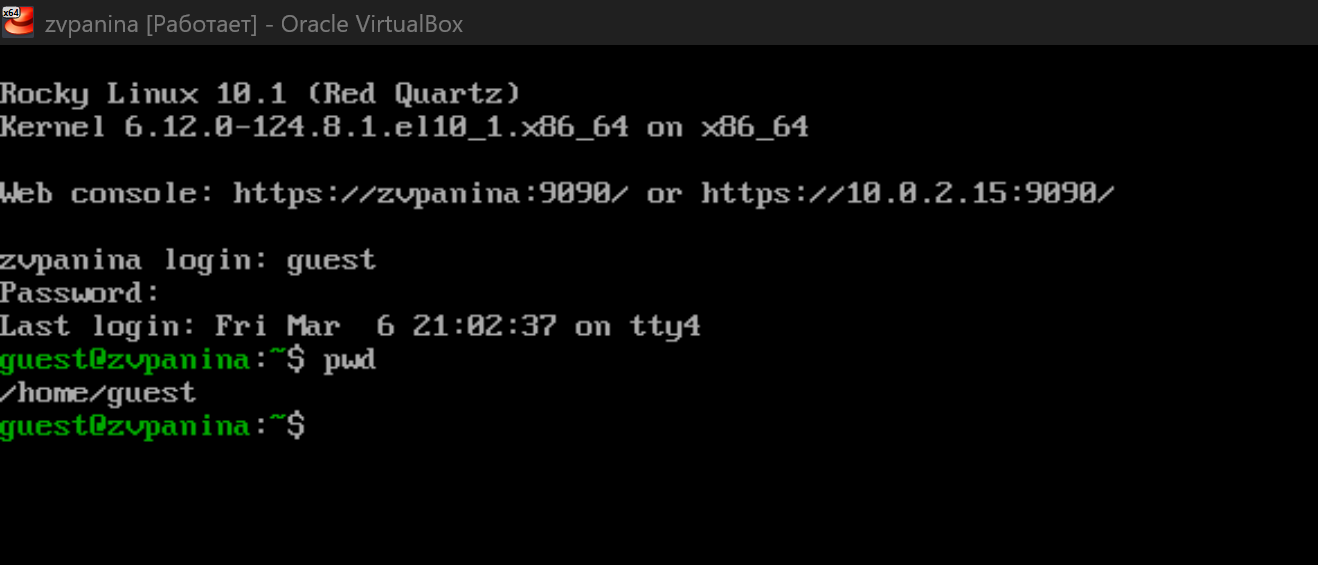 x64
zvpanina [Работает] - Oracle VirtualBox
Rocky Linux 10.1 (Red Quartz)
Kernel 6.12.0-124.8.1.el10_1.x86_64 on x86_64
Web console: https://zvpanina:9090/ or https://10.0.2.15:9090/
zvpanina login: guest
Password:
Last login: Fri Mar  6 21:02:37 on tty4
guest@zvpanina:~$ pwd
/home/guest
guest@zvpanina:~$